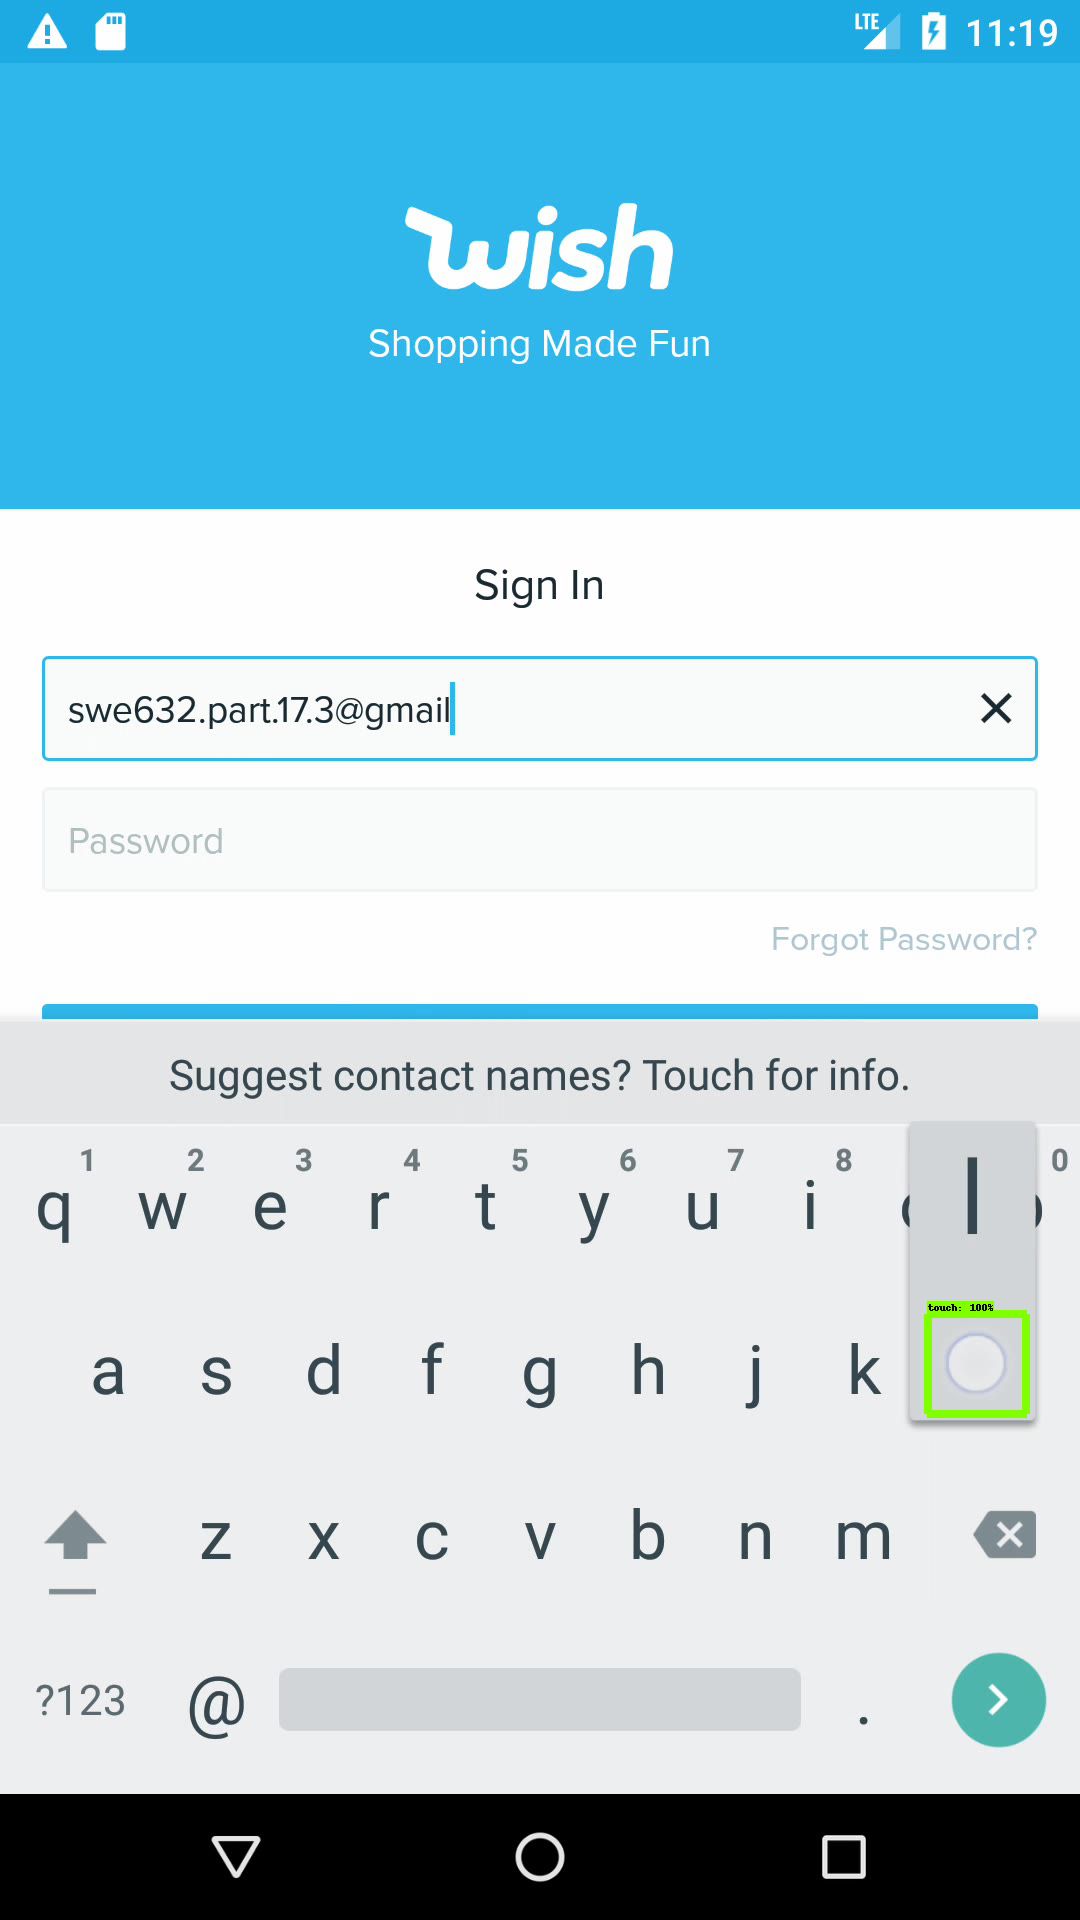 LTE 11:19
wish
Shopping Made Fun
Sign In
swe632.part.17.3@gmail
Password
Forgot Password?
Suggest contact names? Touch for info.
1 2 3 4 5 6 7 8 0
q w e r t y u i l
touch: 100%
a s d f g h j k
z x c v b n m
?123 @ .